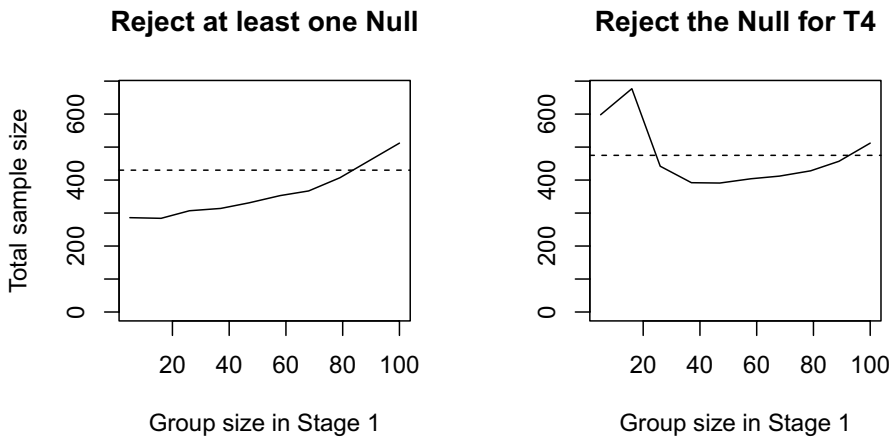 Reject at least one Null
Total sample size
0
200
400
600
20 40 60 80 100
Group size in Stage 1
Reject the Null for T4
0
200
400
600
20 40 60 80 100
Group size in Stage 1